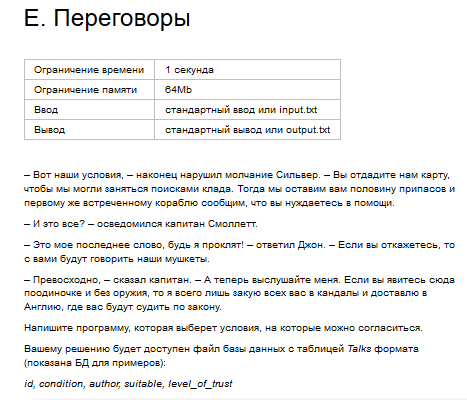 Е. Переговоры
Ограничение времени 1 секунда
Ограничение памяти 64Mb
Ввод стандартный ввод или input.txt
Вывод стандартный вывод или output.txt
– Вот наши условия, – наконец нарушил молчание Сильвер. – Вы отдадите нам карту,
чтобы мы могли заняться поисками клада. Тогда мы оставим вам половину припасов и
первому же встреченному кораблю сообщим, что вы нуждаетесь в помощи.
– И это все? – осведомился капитан Смоллетт.
– Это мое последнее слово, будь я проклят! – ответил Джон. – Если вы откажетесь, то
с вами будут говорить наши мушкеты.
– Превосходно, – сказал капитан. – А теперь выслушайте меня. Если вы явитесь сюда
поодиночке и без оружия, то я всего лишь закую всех вас в кандалы и доставлю в
Англию, где вас будут судить по закону.
Напишите программу, которая выберет условия, на которые можно согласиться.
Вашему решению будет доступен файл базы данных с таблицей Talks формата
(показана БД для примеров):
id, condition, author, suitable, level_of_trust